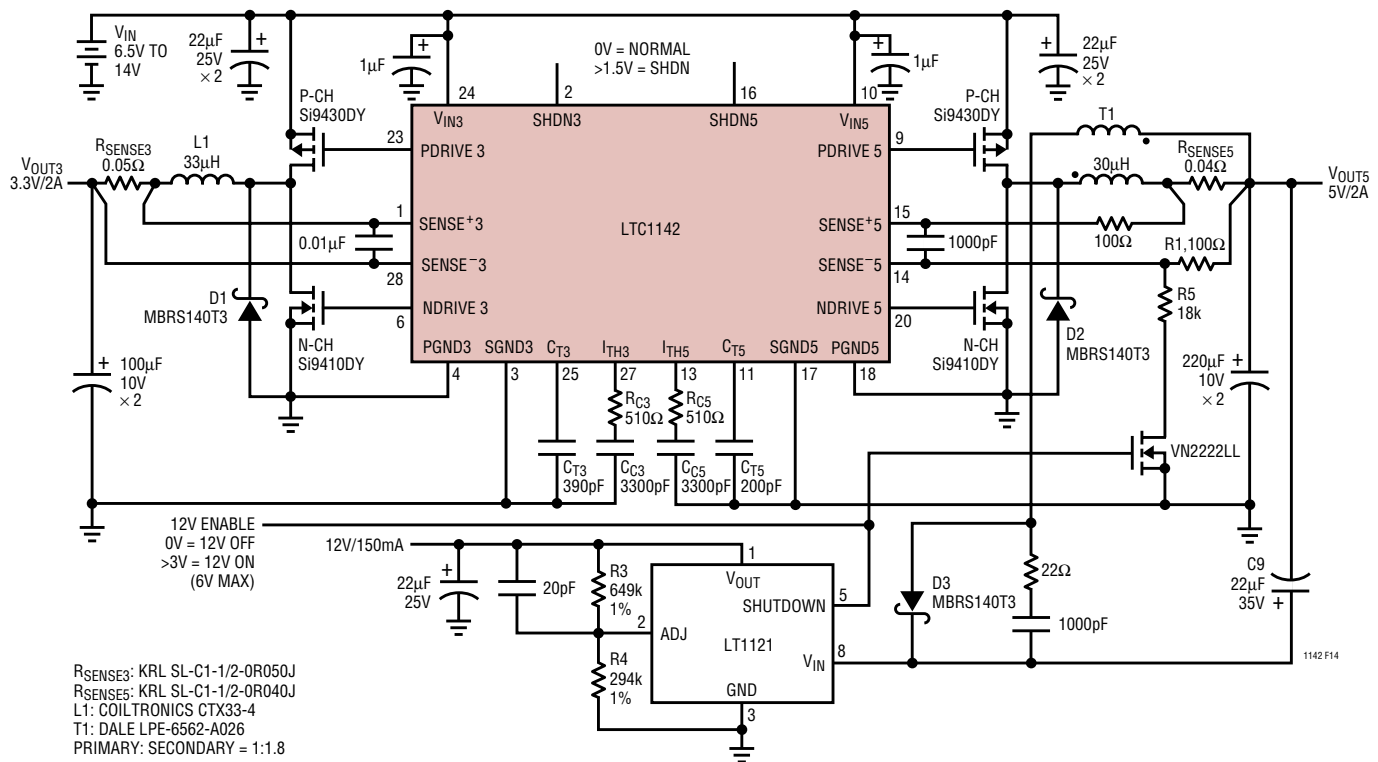 VIN
6.5V TO
14V
22µF
25V
× 2
+
1µF
+
0V = NORMAL
>1.5V = SHDN
+
1µF
+
22µF
25V
× 2
P-CH
Si9430DY
24
2
16
10
P-CH
Si9430DY
T1
VIN3
SHDN3
SHDN5
VIN5
23
PDRIVE 3
PDRIVE 5
9
RSENSE3
0.05Ω
L1
33µH
VOUT3
3.3V/2A
30µH
RSENSE5
0.04Ω
VOUT5
5V/2A
1
SENSE+3
SENSE+5
15
0.01µF
LTC1142
1000pF
100Ω
R1,100Ω
SENSE−3
28
SENSE−5
14
D1
MBRS140T3
NDRIVE 3
6
NDRIVE 5
20
R5
18k
N-CH
Si9410DY
N-CH
Si9410DY
D2
MBRS140T3
PGND3
SGND3
CT3
ITH3
ITH5
CT5
SGND5
PGND5
4
3
25
27
13
11
17
18
+
100µF
10V
× 2
RC3
510Ω
RC5
510Ω
220µF
10V
× 2
+
VN2222LL
CT3
390pF
CC3
3300pF
CC5
3300pF
CT5
200pF
12V ENABLE
0V = 12V OFF
>3V = 12V ON
(6V MAX)
12V/150mA
1
VOUT
+
22µF
25V
20pF
R3
649k
1%
SHUTDOWN
5
D3
MBRS140T3
22Ω
C9
22µF
35V
+
2
ADJ
LT1121
1000pF
VIN
8
R4
294k
1%
GND
3
1142 F14
RSENSE3: KRL SL-C1-1/2-0R050J
RSENSE5: KRL SL-C1-1/2-0R040J
L1: COILTRONICS CTX33-4
T1: DALE LPE-6562-A026
PRIMARY: SECONDARY = 1:1.8